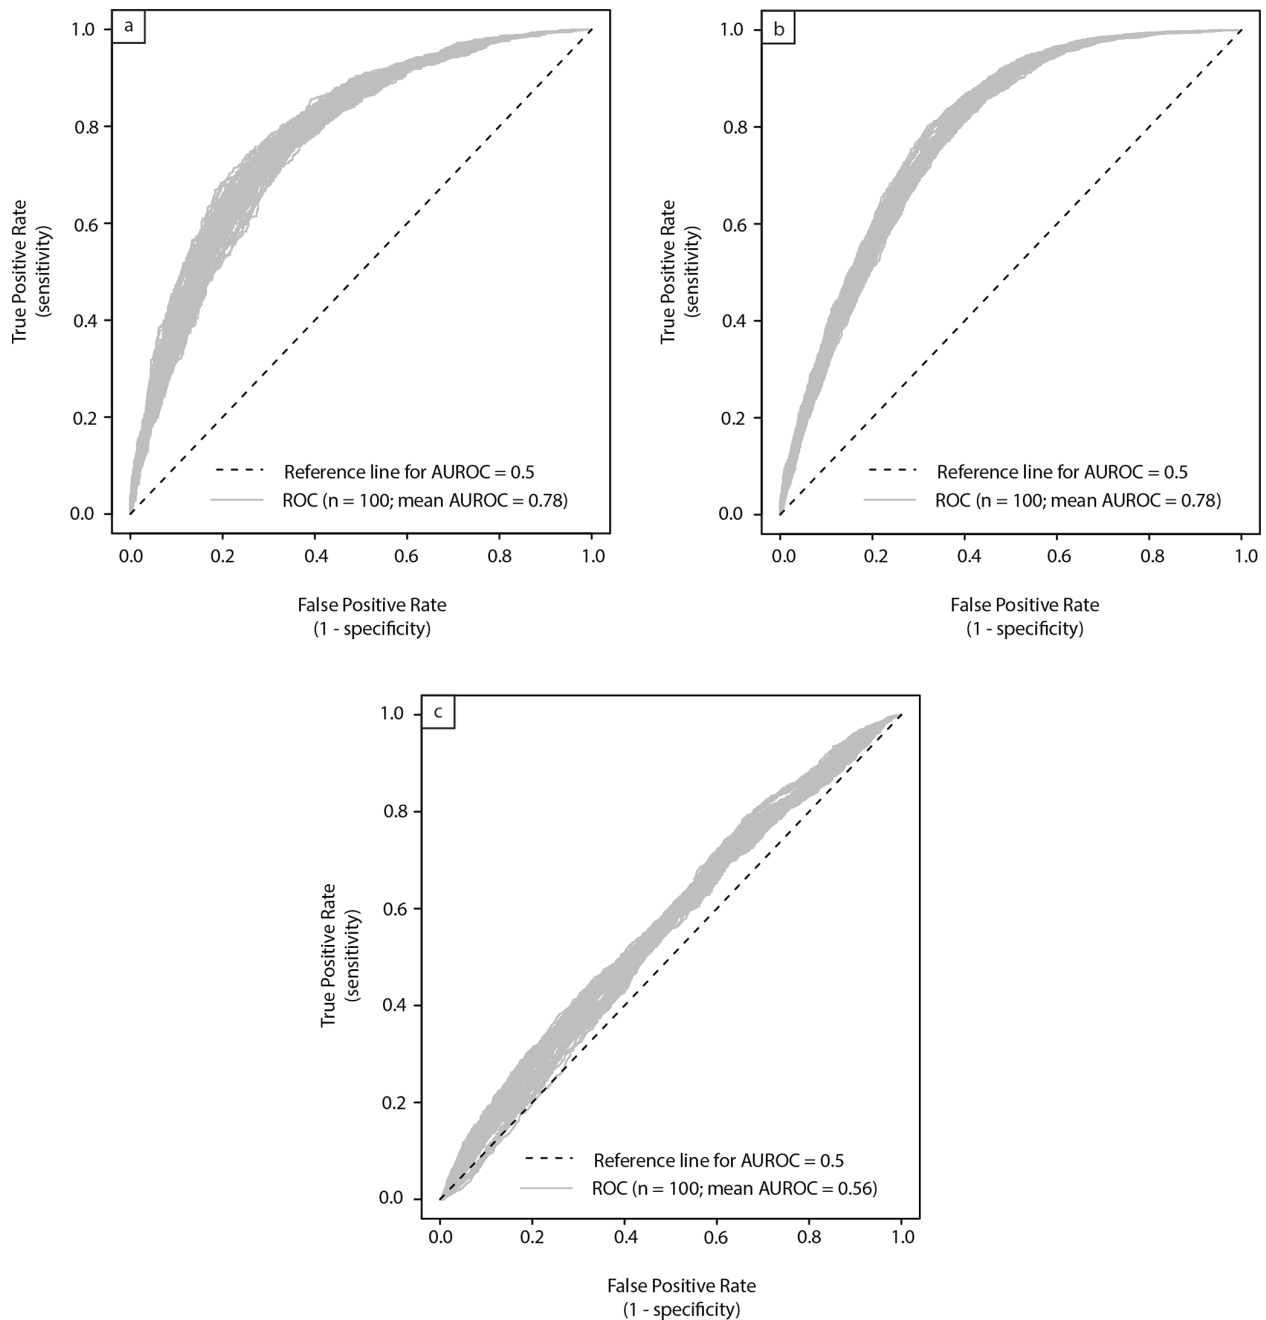 a
1.0
0.8
0.6
0.4
0.2
0.0
True Positive Rate
(sensitivity)
Reference line for AUROC = 0.5
ROC (n = 100; mean AUROC = 0.78)
0.0 0.2 0.4 0.6 0.8 1.0
False Positive Rate
(1 - specificity)
b
1.0
0.8
0.6
0.4
0.2
0.0
True Positive Rate
(sensitivity)
Reference line for AUROC = 0.5
ROC (n = 100; mean AUROC = 0.78)
0.0 0.2 0.4 0.6 0.8 1.0
False Positive Rate
(1 - specificity)
c
1.0
0.8
0.6
0.4
0.2
0.0
True Positive Rate
(sensitivity)
Reference line for AUROC = 0.5
ROC (n = 100; mean AUROC = 0.56)
0.0 0.2 0.4 0.6 0.8 1.0
False Positive Rate
(1 - specificity)